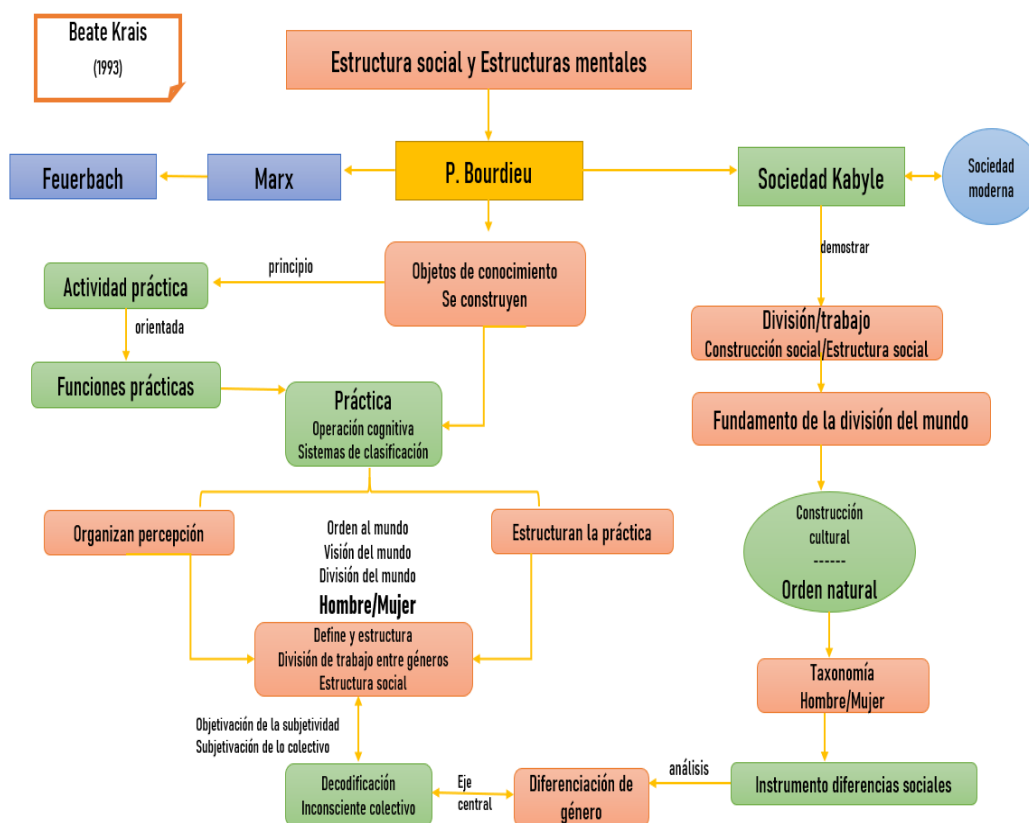 Beate Krais
(1993)
Estructura social y Estructuras mentales
Feuerbach
Marx
P. Bourdieu
Sociedad Kabyle
Sociedad
moderna
demostrar
principio
Objetos de conocimiento
Se construyen
Actividad práctica
orientada
División/trabajo
Construcción social/Estructura social
Funciones prácticas
Práctica
Operación cognitiva
Sistemas de clasificación
Fundamento de la división del mundo
Organizan percepción
Orden al mundo
Visión del mundo
División del mundo
Hombre/Mujer
Estructuran la práctica
Construcción
cultural
------
Orden natural
Define y estructura
División de trabajo entre géneros
Estructura social
Taxonomía
Hombre/Mujer
Objetivación de la subjetividad
Subjetivación de lo colectivo
Decodificación
Inconsciente colectivo
Eje
central
Diferenciación de
género
análisis
Instrumento diferencias sociales